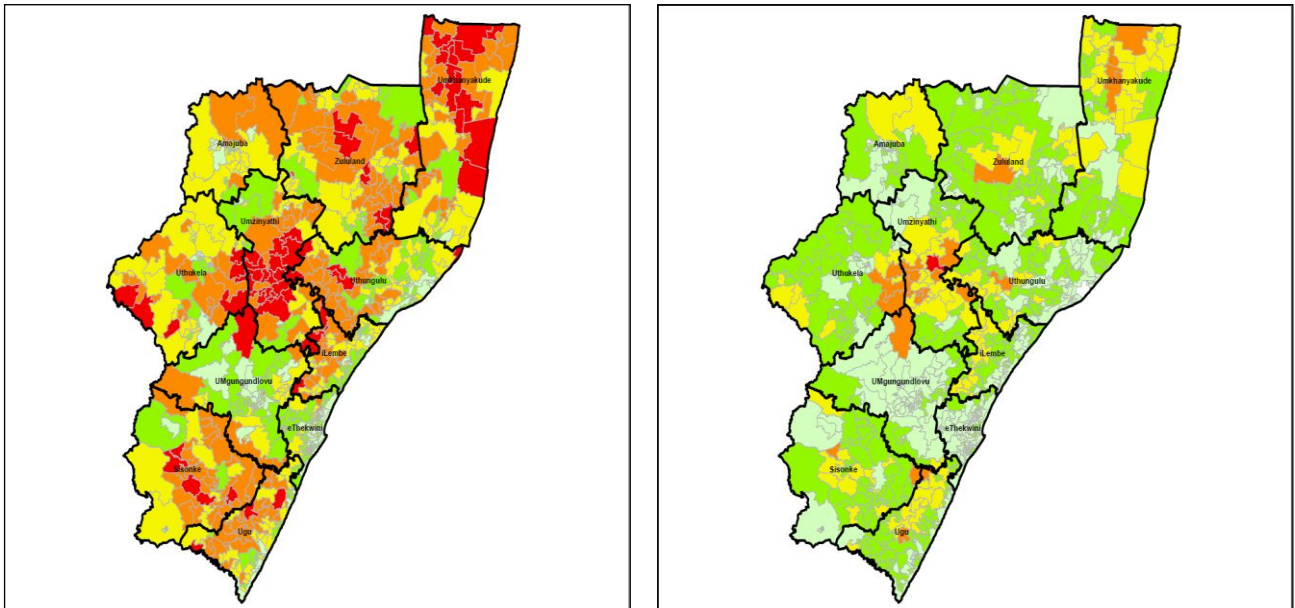 Umkhanyakude
Amajuba
Zululand
Umzinyathi
Uthukela
Uthungulu
iLembe
UMgungundlovu
eThekwini
Sisonke
Ugu
Umkhanyakude
Amajuba
Zululand
Umzinyathi
Uthukela
Uthungulu
iLembe
UMgungundlovu
eThekwini
Sisonke
Ugu